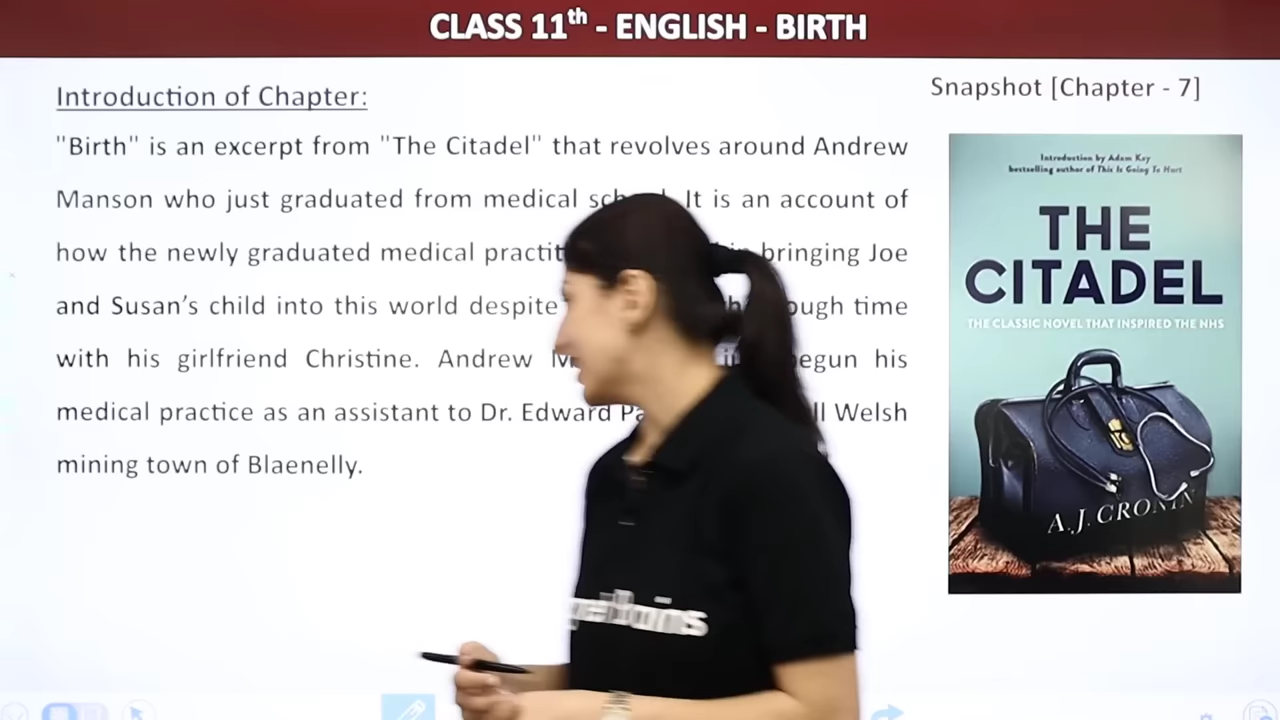 CLASS 11th - ENGLISH - BIRTH
Introduction of Chapter:
Snapshot [Chapter - 7]
"Birth" is an excerpt from "The Citadel" that revolves around Andrew
Manson who just graduated from medical It is an account of
how the newly graduated medical bringing Joe
and Susan's child into this world despite time
with his girlfriend Christine. Andrew his
medical practice as an assistant to Dr. Edward Welsh
mining town of Blaenelly.
Introduction by Adam Kay
bestselling author of This Is Going To Hurt
THE
CITADEL
THE CLASSIC NOVEL THAT INSPIRED THE NHS
A.J. CRONIN